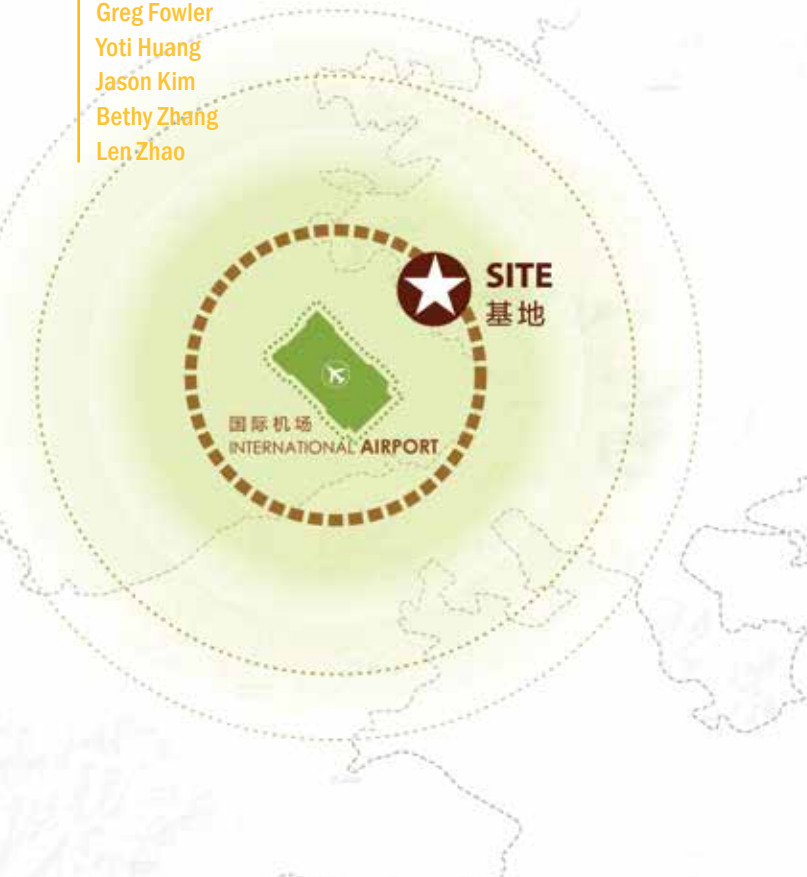 Greg Fowler
Yoti Huang
Jason Kim
Bethy Zhang
Len Zhao
SITE
基地
国际机场
INTERNATIONAL AIRPORT